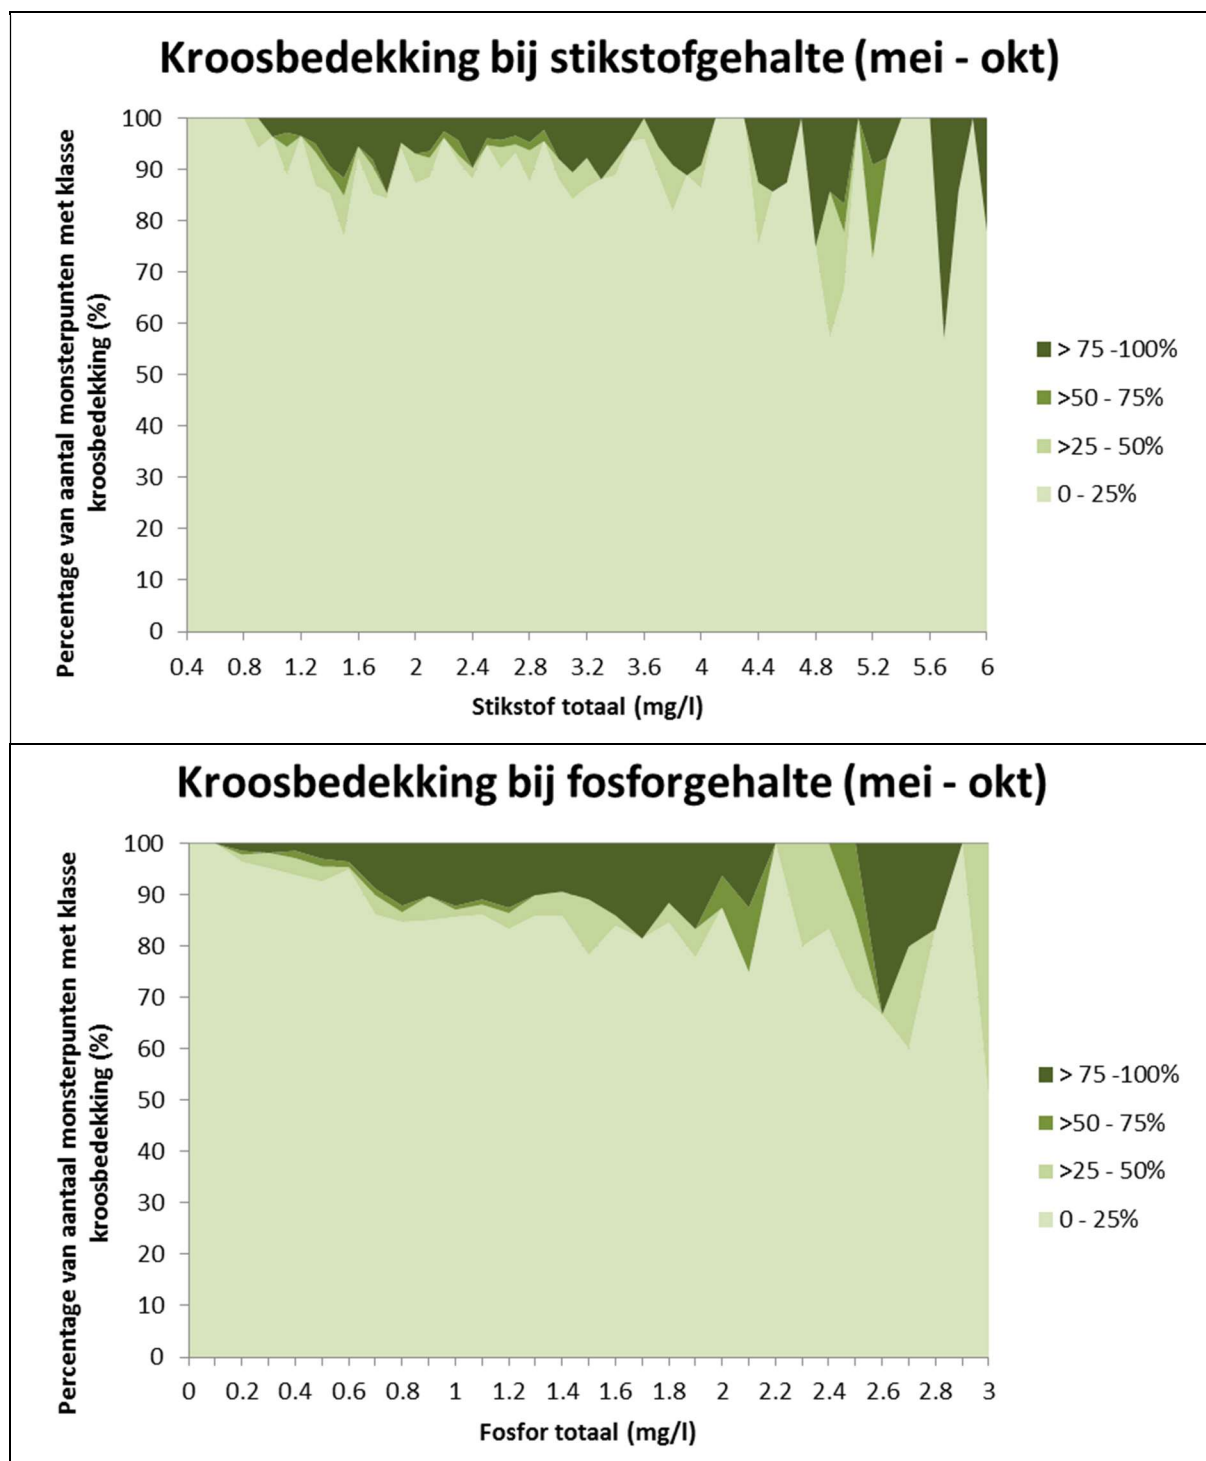 Kroosbedekking bij stikstofgehalte (mei - okt)
Percentage van aantal monsterpunten met klasse
kroosbedekking (%)
100
90
80
70
60
50
40
30
20
10
0
0.4 0.8 1.2 1.6 2 2.4 2.8 3.2 3.6 4 4.4 4.8 5.2 5.6 6
Stikstof totaal (mg/l)
> 75 -100%
>50 - 75%
>25 - 50%
0 - 25%
Kroosbedekking bij fosforgehalte (mei - okt)
Percentage van aantaal monsterpunten met klasse
kroosbedekking (%)
100
90
80
70
60
50
40
30
20
10
0
0 0.2 0.4 0.6 0.8 1 1.2 1.4 1.6 1.8 2 2.2 2.4 2.6 2.8 3
Fosfor totaal (mg/l)
> 75 -100%
>50 - 75%
>25 - 50%
0 - 25%